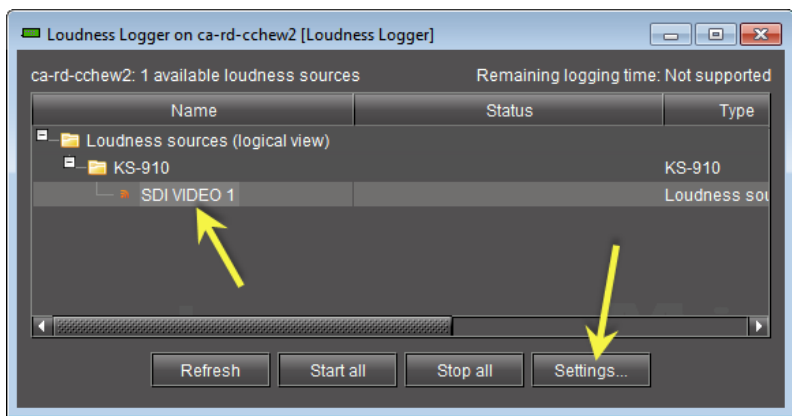 Loudness Logger on ca-rd-cchew2 [Loudness Logger]
ca-rd-cchew2: 1 available loudness sources Remaining logging time: Not supported
Name Status Type
Loudness sources (logical view)
KS-910 KS-910
SDI VIDEO 1 Loudness sou
Refresh Start all Stop all Settings...